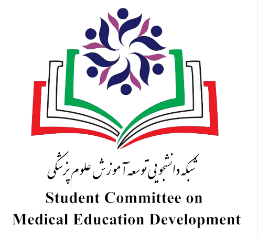 شبکه دانشجویی توسعه آموزش علوم پزشکی
Student Committee on
Medical Education Development